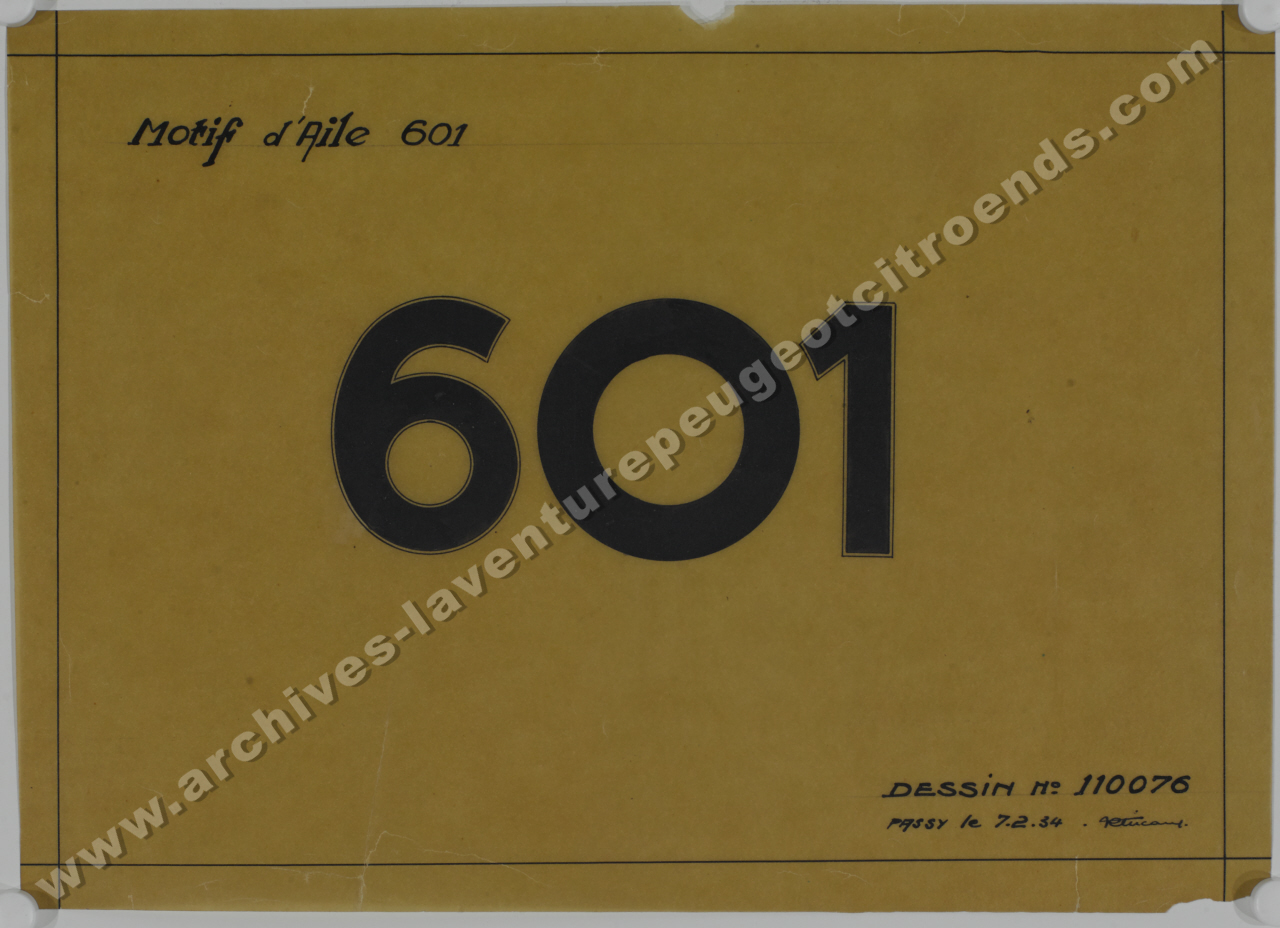 Motif d'Aile 601
601
www.archives-laventurepeugeotcitroends.com
DESSIN No 110076
PASSY le 7.2.34 .